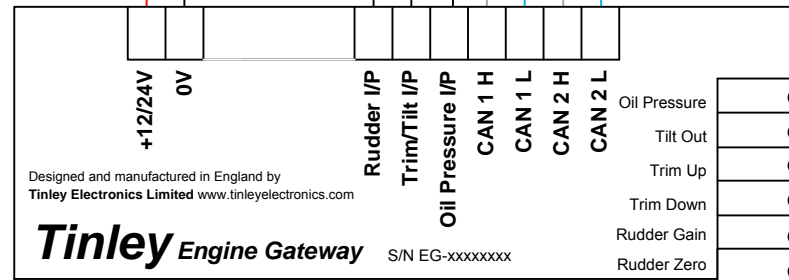 +12/24V
0V
Rudder I/P
Trim/Tilt I/P
Oil Pressure I/P
CAN 1 H
CAN 1 L
CAN 2 H
CAN 2 L
Oil Pressure
Tilt Out
Trim Up
Trim Down
Rudder Gain
Rudder Zero
Designed and manufactured in England by
Tinley Electronics Limited www.tinleyelectronics.com
Tinley Engine Gateway S/N EG-xxxxxxxx